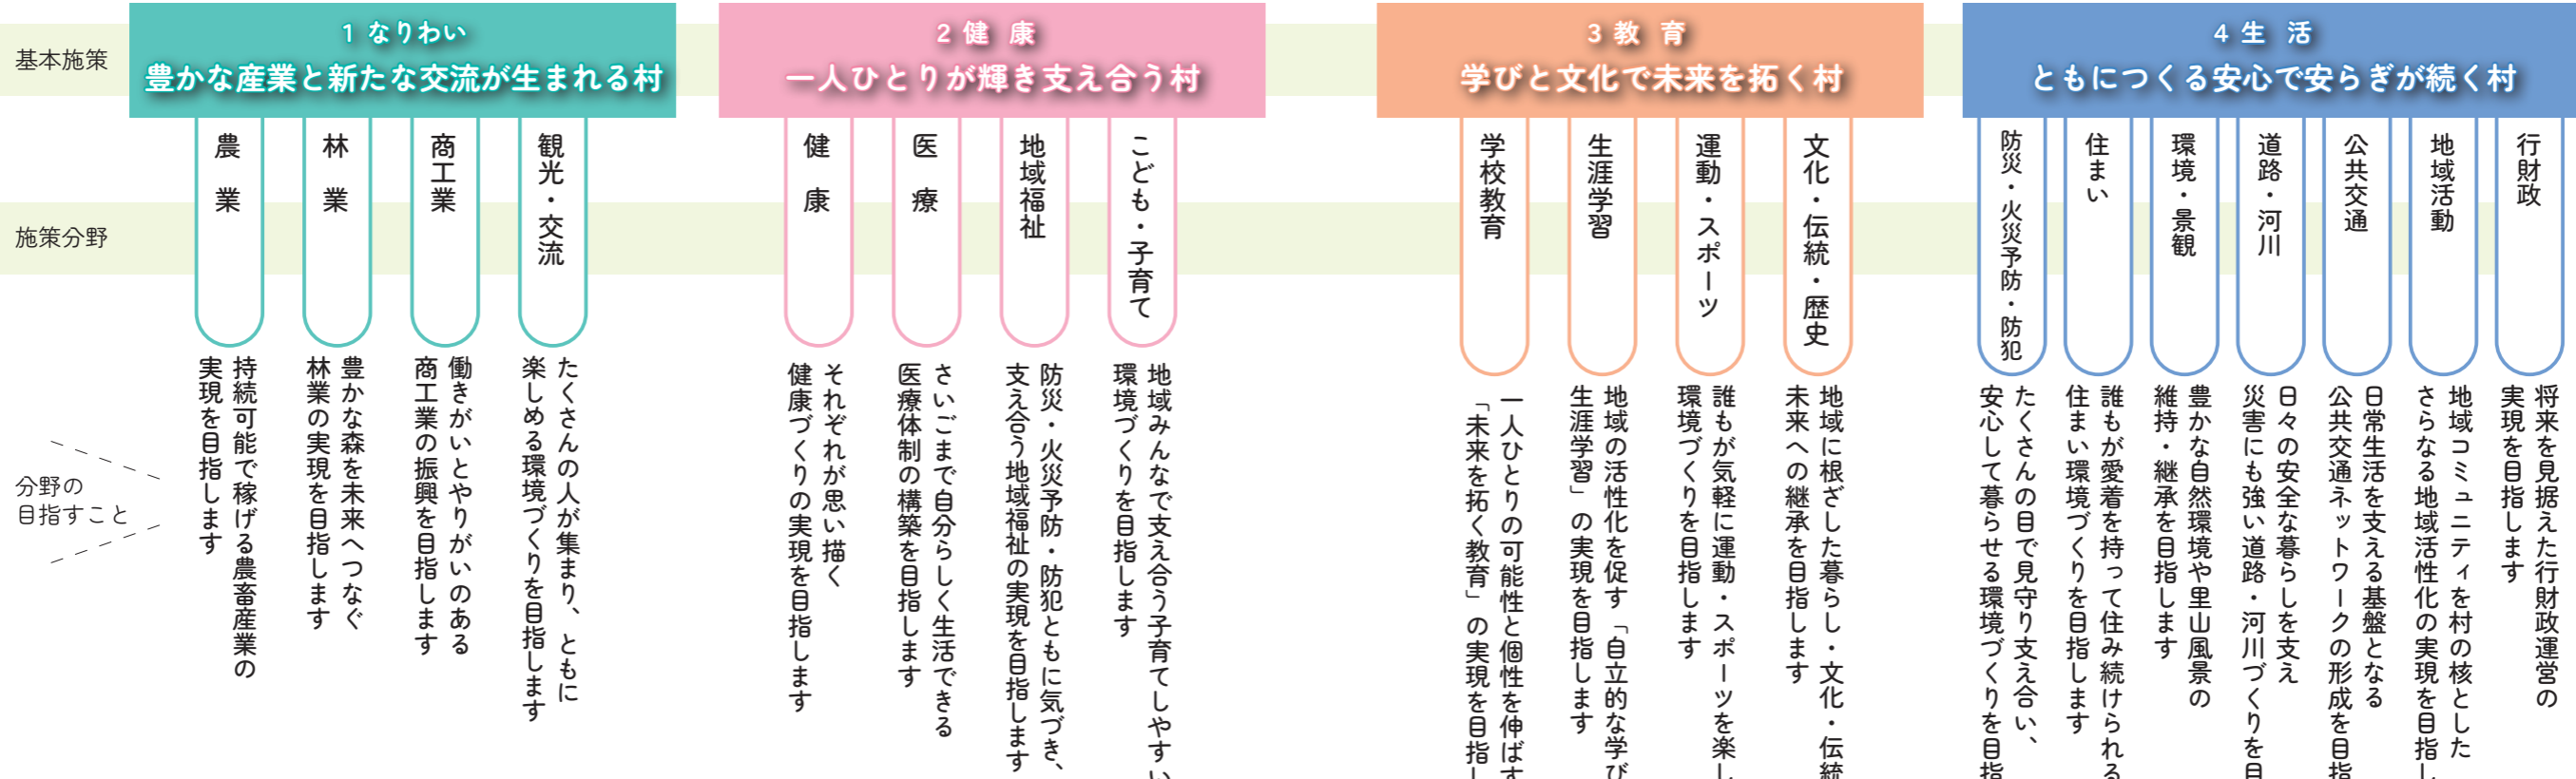 基本施策
1 なりわい
豊かな産業と新たな交流が生まれる村
2 健 康
一人ひとりが輝き支え合う村
3 教 育
学びと文化で未来を拓く村
4 生 活
ともにつくる安心で安らぎが続く村
施策分野
農 業
林 業
商工業
観光・交流
健 康
医 療
地域福祉
こども・子育て
学校教育
生涯学習
運動・スポーツ
文化・伝統・歴史
防災・火災予防・防犯
住まい
環境・景観
道路・河川
公共交通
地域活動
行財政
分野の
目指すこと
持続可能で稼げる農畜産業の
実現を目指します
豊かな森を未来へつなぐ
林業の実現を目指します
働きがいとやりがいのある
商工業の振興を目指します
たくさんの人が集まり、ともに
楽しめる環境づくりを目指します
それぞれが思い描く
健康づくりの実現を目指します
さいごまで自分らしく生活できる
医療体制の構築を目指します
防災・火災予防・防犯ともに気づき、
支え合う地域福祉の実現を目指します
地域みんなで支え合う子育てしやすい
環境づくりを目指します
一人ひとりの可能性と個性を伸ばす
「未来を拓く教育」の実現を目指し
地域の活性化を促す「自立的な学び
生涯学習」の実現を目指します
誰もが気軽に運動・スポーツを楽し
環境づくりを目指します
地域に根ざした暮らし・文化・伝統
未来への継承を目指します
たくさんの目で見守り支え合い、
安心して暮らせる環境づくりを目指
誰もが愛着を持って住み続けられる
住まい環境づくりを目指します
豊かな自然環境や里山風景の
維持・継承を目指します
日々の安全な暮らしを支え
災害にも強い道路・河川づくりを目
日常生活を支える基盤となる
公共交通ネットワークの形成を目指
地域コミュニティを村の核とした
さらなる地域活性化の実現を目指し
将来を見据えた行財政運営の
実現を目指します